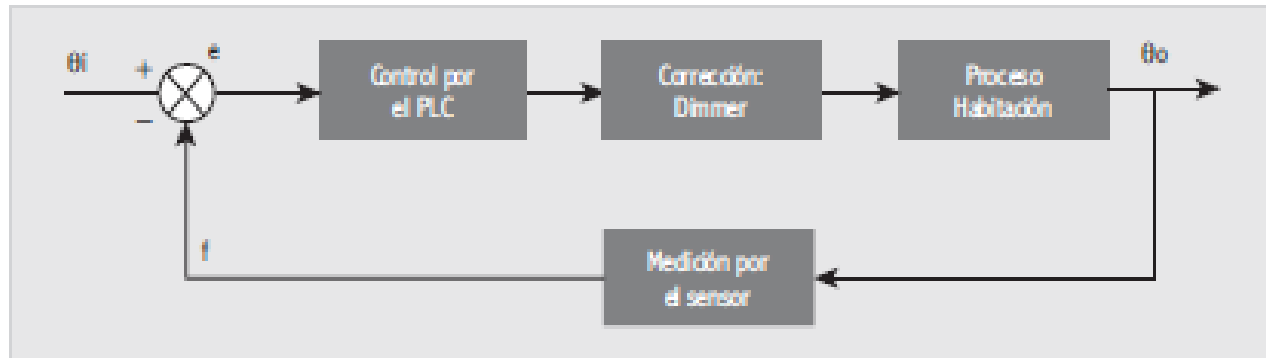 θi
+
−
e
Control por
el PLC
Corrección:
Dimmer
Proceso
Habitación
θo
f
Medición por
el sensor